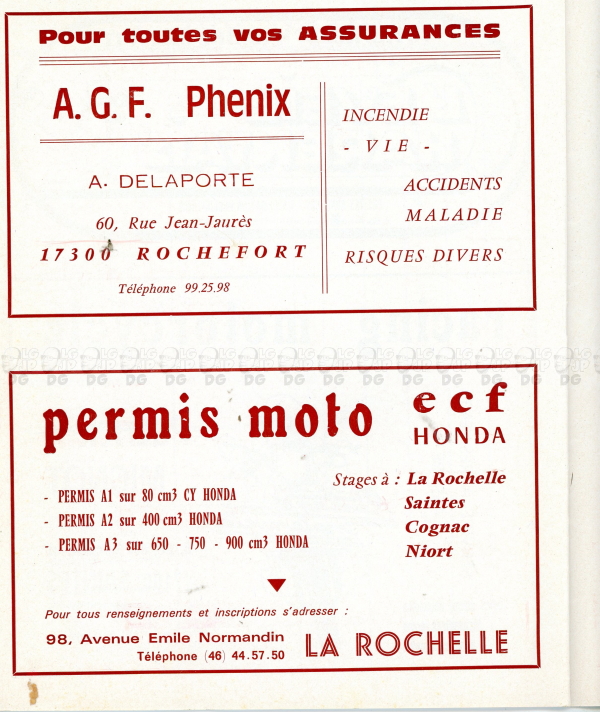 Pour toutes vos ASSURANCES
A. G. F. Phenix
A. DELAPORTE
60, Rue Jean-Jaurès
17300 ROCHEFORT
Téléphone 99.25.98
INCENDIE
- VIE -
ACCIDENTS
MALADIE
RISQUES DIVERS
permis moto
ecf
HONDA
- PERMIS A1 sur 80 cm3 CY HONDA
- PERMIS A2 sur 400 cm3 HONDA
- PERMIS A3 sur 650 - 750 - 900 cm3 HONDA
Stages à : La Rochelle
Saintes
Cognac
Niort
Pour tous renseignements et inscriptions s'adresser :
98, Avenue Emile Normandin
Téléphone (46) 44.57.50
LA ROCHELLE